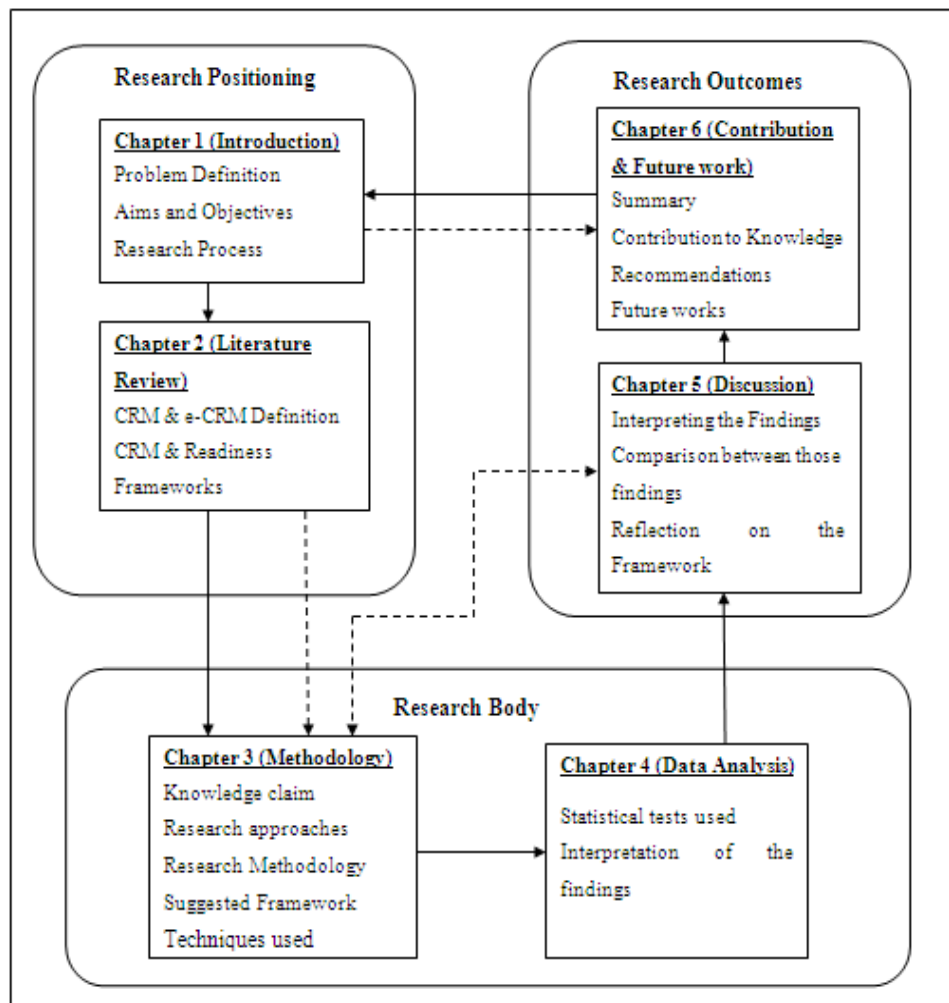 Research Positioning
Chapter 1 (Introduction)
Problem Definition
Aims and Objectives
Research Process
Chapter 2 (Literature
Review)
CRM & e-CRM Definition
CRM & Readiness
Frameworks
Research Outcomes
Chapter 6 (Contribution
& Future work)
Summary
Contribution to Knowledge
Recommendations
Future works
Chapter 5 (Discussion)
Interpreting the Findings
Comparison between those
findings
Reflection on the
Framework
Research Body
Chapter 3 (Methodology)
Knowledge claim
Research approaches
Research Methodology
Suggested Framework
Techniques used
Chapter 4 (Data Analysis)
Statistical tests used
Interpretation of the
findings